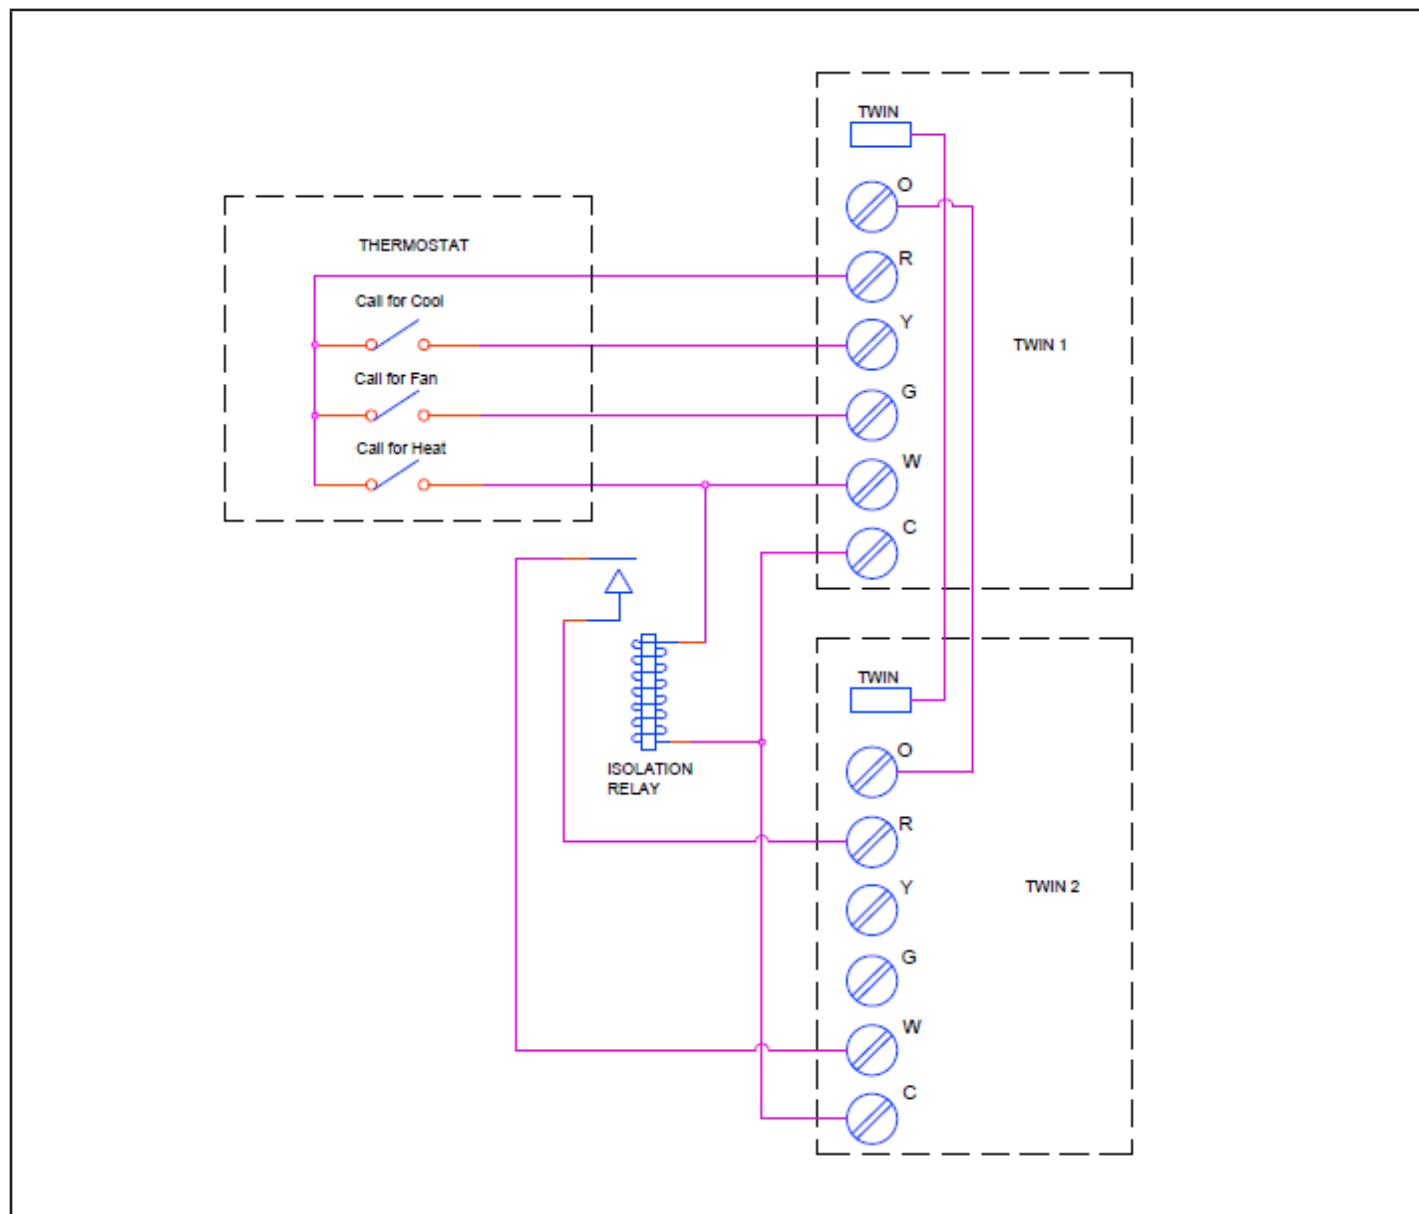 TWIN
O
THERMOSTAT
R
Call for Cool
Y
TWIN 1
Call for Fan
G
Call for Heat
W
C
TWIN
O
ISOLATION
RELAY
R
Y
TWIN 2
G
W
C